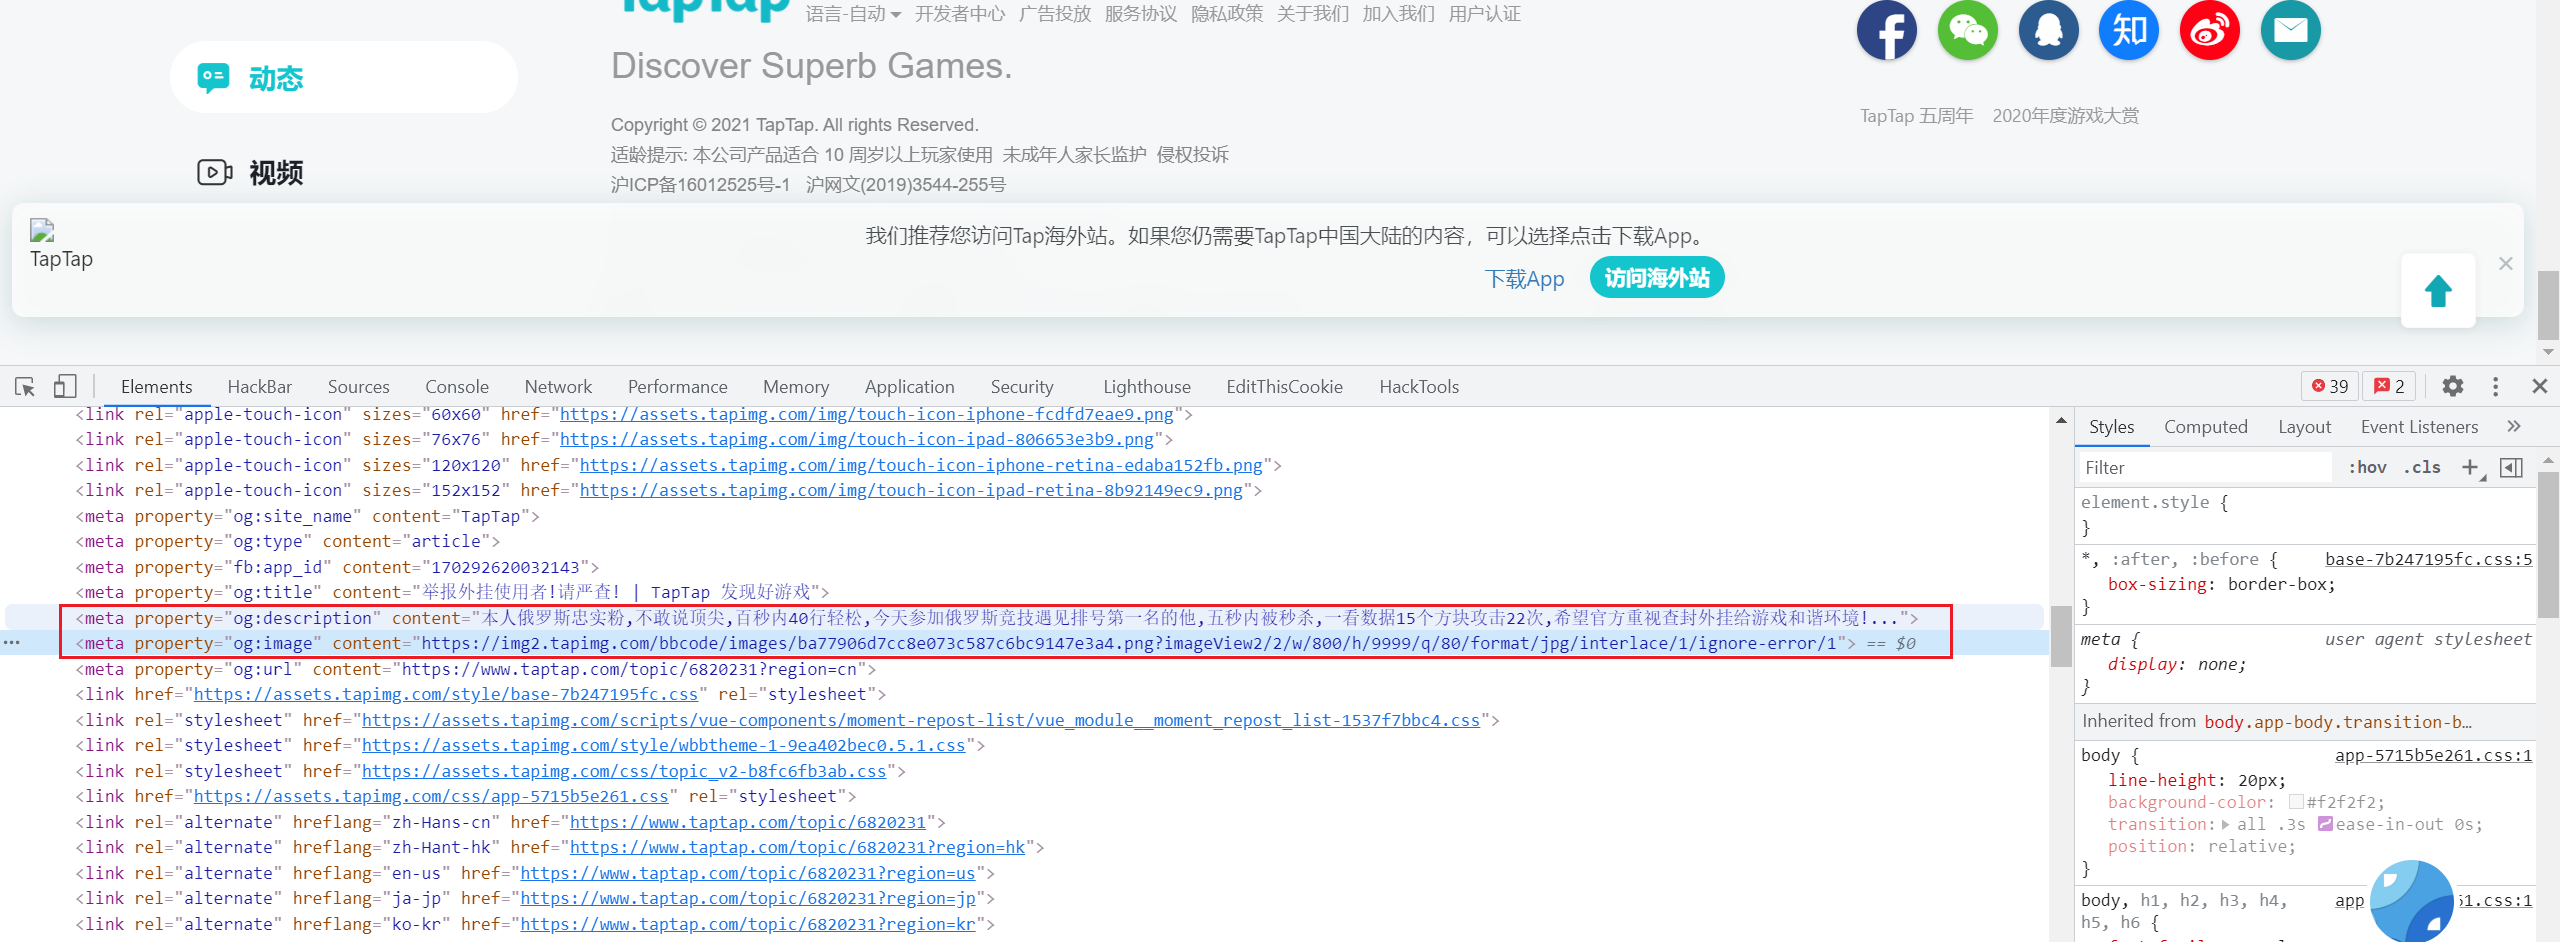 TapTap 语言-自动 开发者中心 广告投放 服务协议 隐私政策 关于我们 加入我们 用户认证
知
动态
Discover Superb Games.
TapTap 五周年 2020年度游戏大赏
Copyright © 2021 TapTap. All rights Reserved.
适龄提示: 本公司产品适合 10 周岁以上玩家使用 未成年人家长监护 侵权投诉
视频
沪ICP备16012525号-1 沪网文(2019)3544-255号
TapTap
我们推荐您访问Tap海外站。如果您仍需要TapTap中国大陆的内容，可以选择点击下载App。
下载App 访问海外站
Elements HackBar Sources Console Network Performance Memory Application Security Lighthouse EditThisCookie HackTools 39 2
<link rel="apple-touch-icon" sizes="60x60" href="https://assets.tapimg.com/img/touch-icon-iphone-fcdfd7eae9.png">
<link rel="apple-touch-icon" sizes="76x76" href="https://assets.tapimg.com/img/touch-icon-ipad-806653e3b9.png">
<link rel="apple-touch-icon" sizes="120x120" href="https://assets.tapimg.com/img/touch-icon-iphone-retina-edaba152fb.png">
<link rel="apple-touch-icon" sizes="152x152" href="https://assets.tapimg.com/img/touch-icon-ipad-retina-8b92149ec9.png">
<meta property="og:site_name" content="TapTap">
<meta property="og:type" content="article">
<meta property="fb:app_id" content="170292620032143">
<meta property="og:title" content="举报外挂使用者!请严查! | TapTap 发现好游戏">
<meta property="og:description" content="本人俄罗斯忠实粉,不敢说顶尖,百秒内40行轻松,今天参加俄罗斯竞技遇见排号第一名的他,五秒内被秒杀,一看数据15个方块攻击22次,希望官方重视查封外挂给游戏和谐环境!...">
<meta property="og:image" content="https://img2.tapimg.com/bbcode/images/ba77906d7cc8e073c587c6bc9147e3a4.png?imageView2/2/w/800/h/9999/q/80/format/jpg/interlace/1/ignore-error/1"> == $0
<meta property="og:url" content="https://www.taptap.com/topic/6820231?region=cn">
<link href="https://assets.tapimg.com/style/base-7b247195fc.css" rel="stylesheet">
<link rel="stylesheet" href="https://assets.tapimg.com/scripts/vue-components/moment-repost-list/vue_module__moment_repost_list-1537f7bbc4.css">
<link rel="stylesheet" href="https://assets.tapimg.com/style/wbbtheme-1-9ea402bec0.5.1.css">
<link rel="stylesheet" href="https://assets.tapimg.com/css/topic_v2-b8fc6fb3ab.css">
<link href="https://assets.tapimg.com/css/app-5715b5e261.css" rel="stylesheet">
<link rel="alternate" hreflang="zh-Hans-cn" href="https://www.taptap.com/topic/6820231">
<link rel="alternate" hreflang="zh-Hant-hk" href="https://www.taptap.com/topic/6820231?region=hk">
<link rel="alternate" hreflang="en-us" href="https://www.taptap.com/topic/6820231?region=us">
<link rel="alternate" hreflang="ja-jp" href="https://www.taptap.com/topic/6820231?region=jp">
<link rel="alternate" hreflang="ko-kr" href="https://www.taptap.com/topic/6820231?region=kr">
Styles Computed Layout Event Listeners
Filter :hov .cls
element.style {
}
*, :after, :before { base-7b247195fc.css:5
box-sizing: border-box;
}
meta { user agent stylesheet
display: none;
}
Inherited from body.app-body.transition-b…
body { app-5715b5e261.css:1
line-height: 20px;
background-color: #f2f2f2;
transition: all .3s ease-in-out 0s;
position: relative;
}
body, h1, h2, h3, h4, app 61.css:1
h5, h6 {